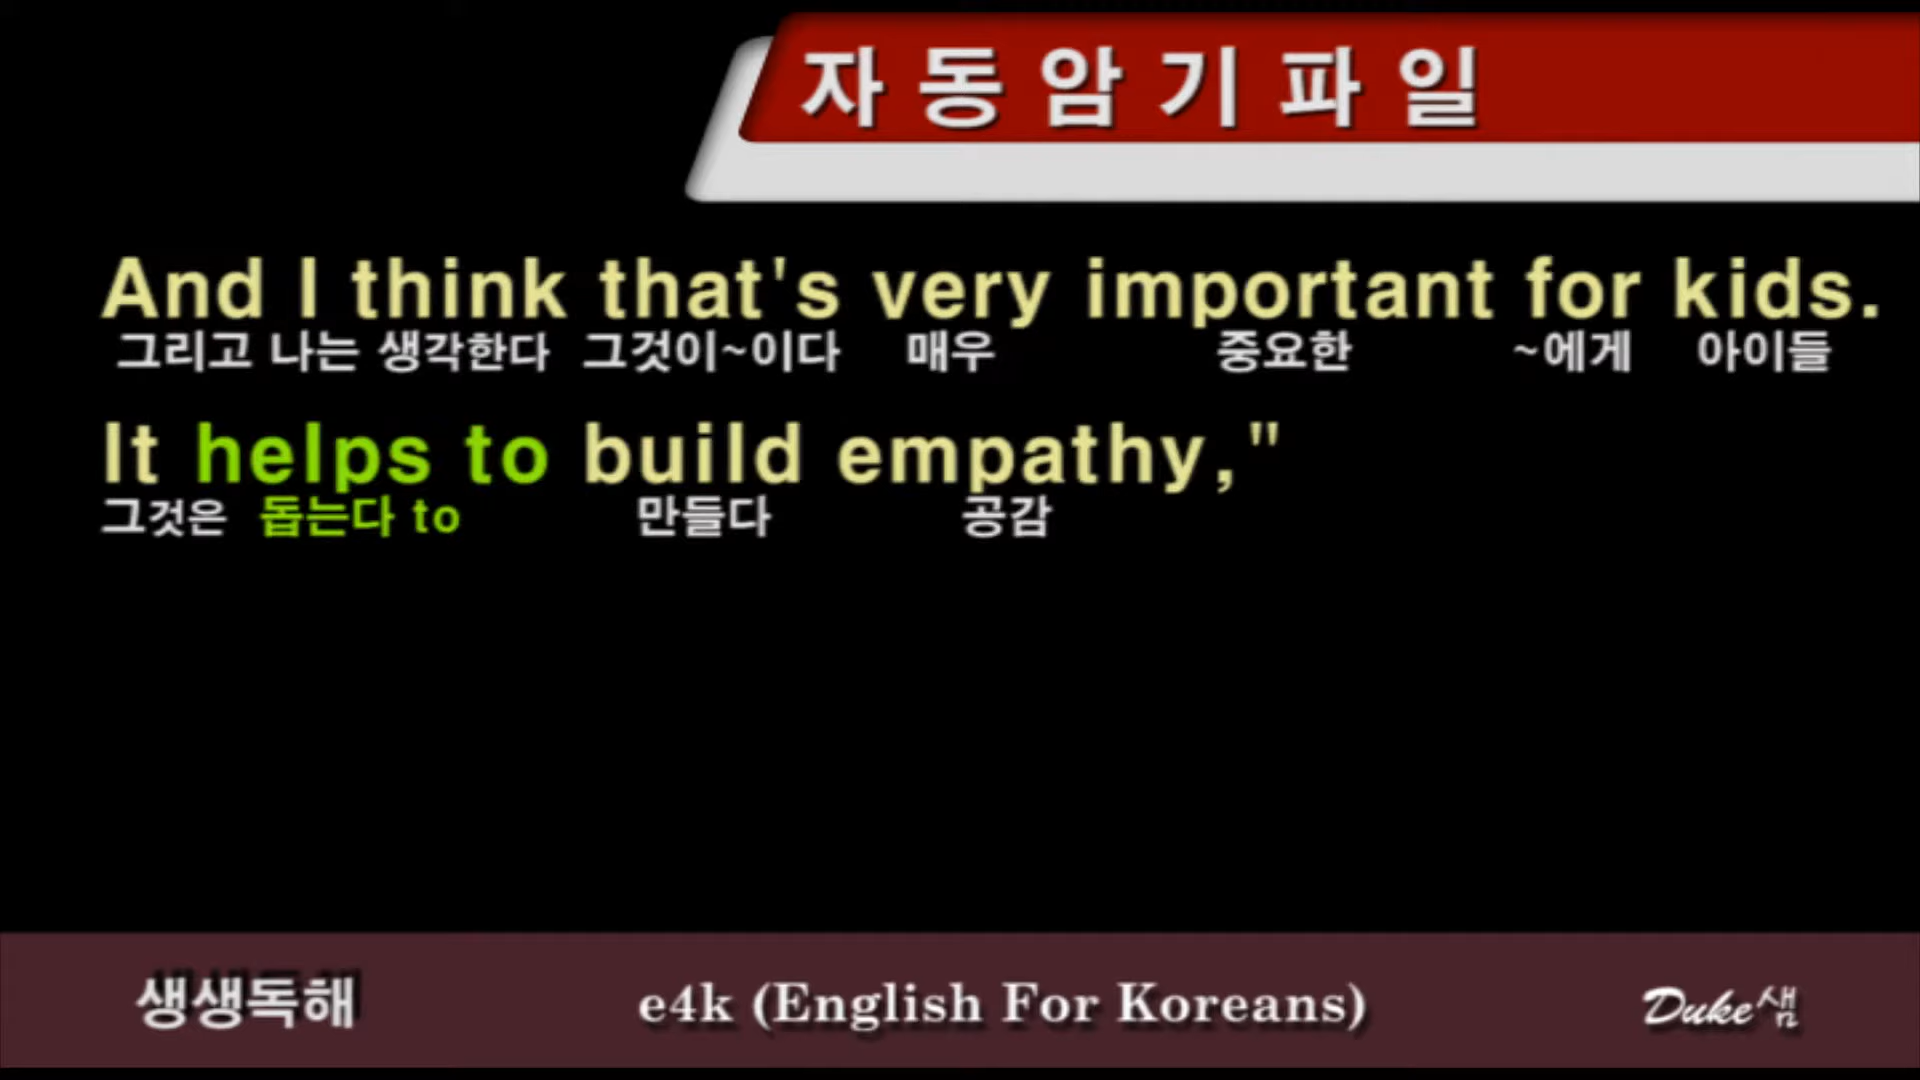 자동암기파일
And I think that's very important for kids.
그리고 나는 생각한다 그것이~이다 매우 중요한 ~에게 아이들
It helps to build empathy,"
그것은 돕는다 to 만들다 공감
생생독해 e4k (English For Koreans) Duke샘